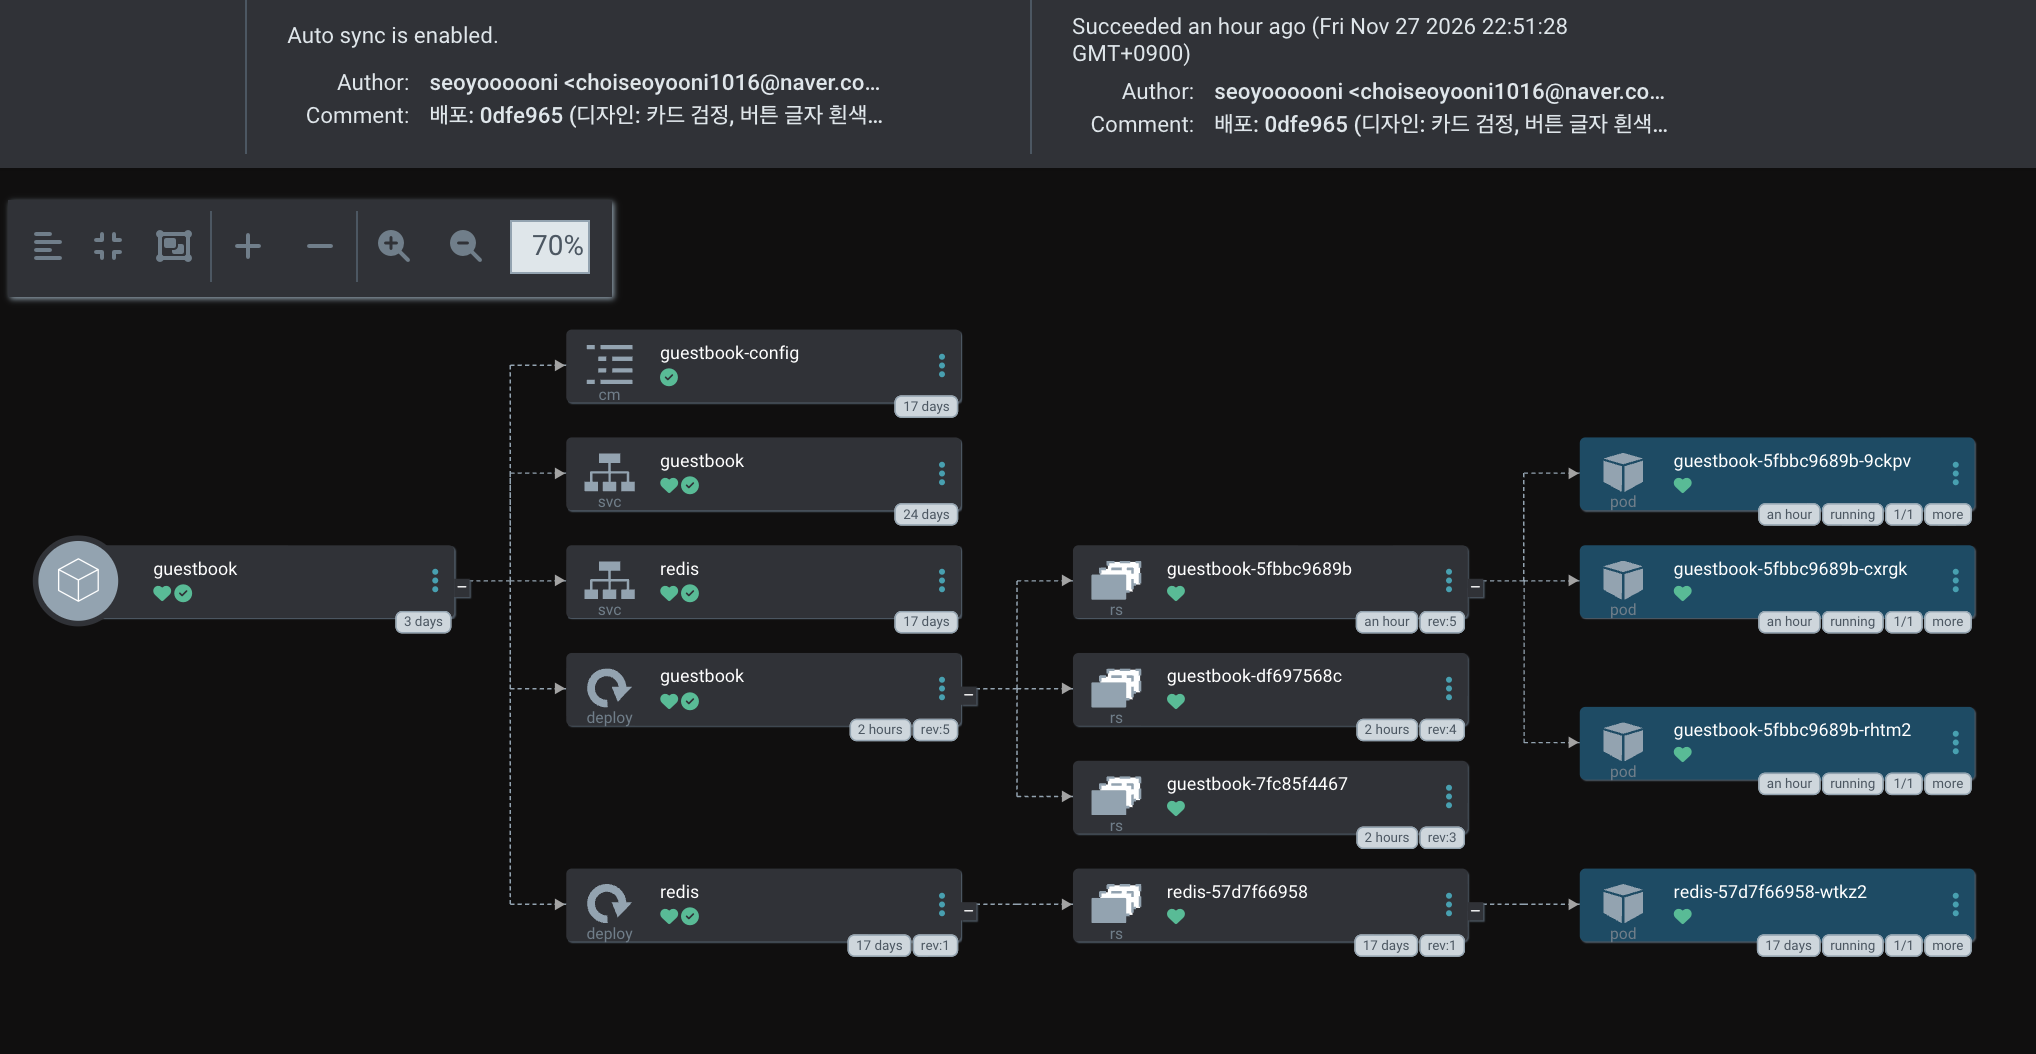 Auto sync is enabled.
Author: seoyoooooni <choiseoyooni1016@naver.co...
Comment: 배포: 0dfe965 (디자인: 카드 검정, 버튼 글자 흰색...
Succeeded an hour ago (Fri Nov 27 2026 22:51:28
GMT+0900)
Author: seoyoooooni <choiseoyooni1016@naver.co...
Comment: 배포: 0dfe965 (디자인: 카드 검정, 버튼 글자 흰색...
70%
guestbook
3 days
guestbook-config
cm
17 days
guestbook
svc
24 days
redis
svc
17 days
guestbook
deploy
2 hours rev:5
redis
deploy
17 days rev:1
guestbook-5fbbc9689b
rs
an hour rev:5
guestbook-df697568c
rs
2 hours rev:4
guestbook-7fc85f4467
rs
2 hours rev:3
redis-57d7f66958
rs
17 days rev:1
guestbook-5fbbc9689b-9ckpv
pod
an hour running 1/1 more
guestbook-5fbbc9689b-cxrgk
pod
an hour running 1/1 more
guestbook-5fbbc9689b-rhtm2
pod
an hour running 1/1 more
redis-57d7f66958-wtkz2
pod
17 days running 1/1 more